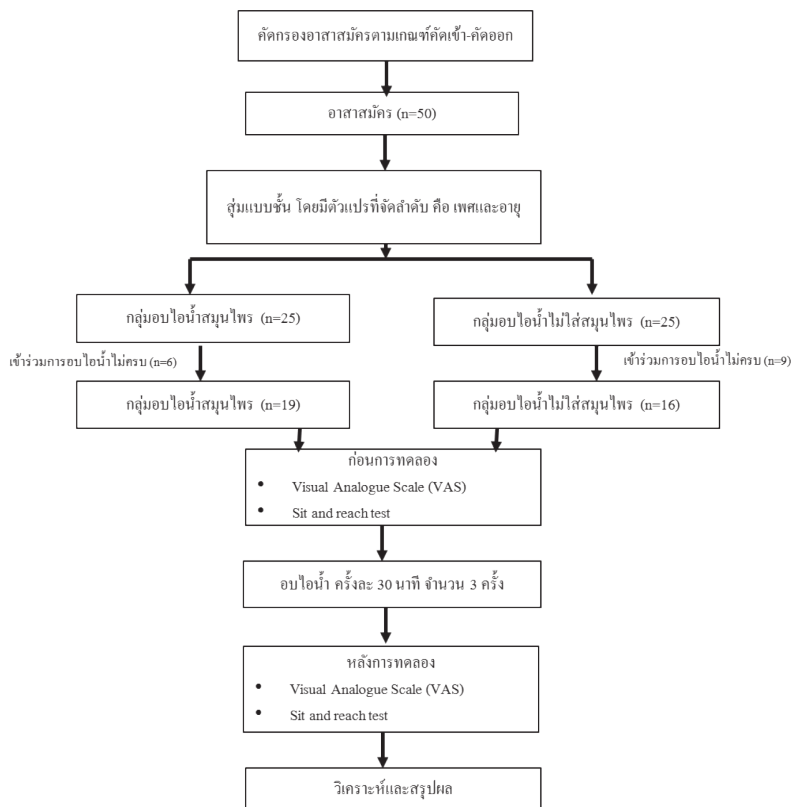 คัดกรองอาสาสมัครตามเกณฑ์คัดเข้า-คัดออก
อาสาสมัคร (n=50)
สุ่มแบบชั้น โดยมีตัวแปรที่จัดลำดับ คือ เพศและอายุ
กลุ่มอบไอน้ำสมุนไพร (n=25)
กลุ่มอบไอน้ำไม่ใส่สมุนไพร (n=25)
เข้าร่วมการอบไอน้ำไม่ครบ (n=6)
เข้าร่วมการอบไอน้ำไม่ครบ (n=9)
กลุ่มอบไอน้ำสมุนไพร (n=19)
กลุ่มอบไอน้ำไม่ใส่สมุนไพร (n=16)
ก่อนการทดลอง
• Visual Analogue Scale (VAS)
• Sit and reach test
อบไอน้ำ ครั้งละ 30 นาที จำนวน 3 ครั้ง
หลังการทดลอง
• Visual Analogue Scale (VAS)
• Sit and reach test
วิเคราะห์และสรุปผล